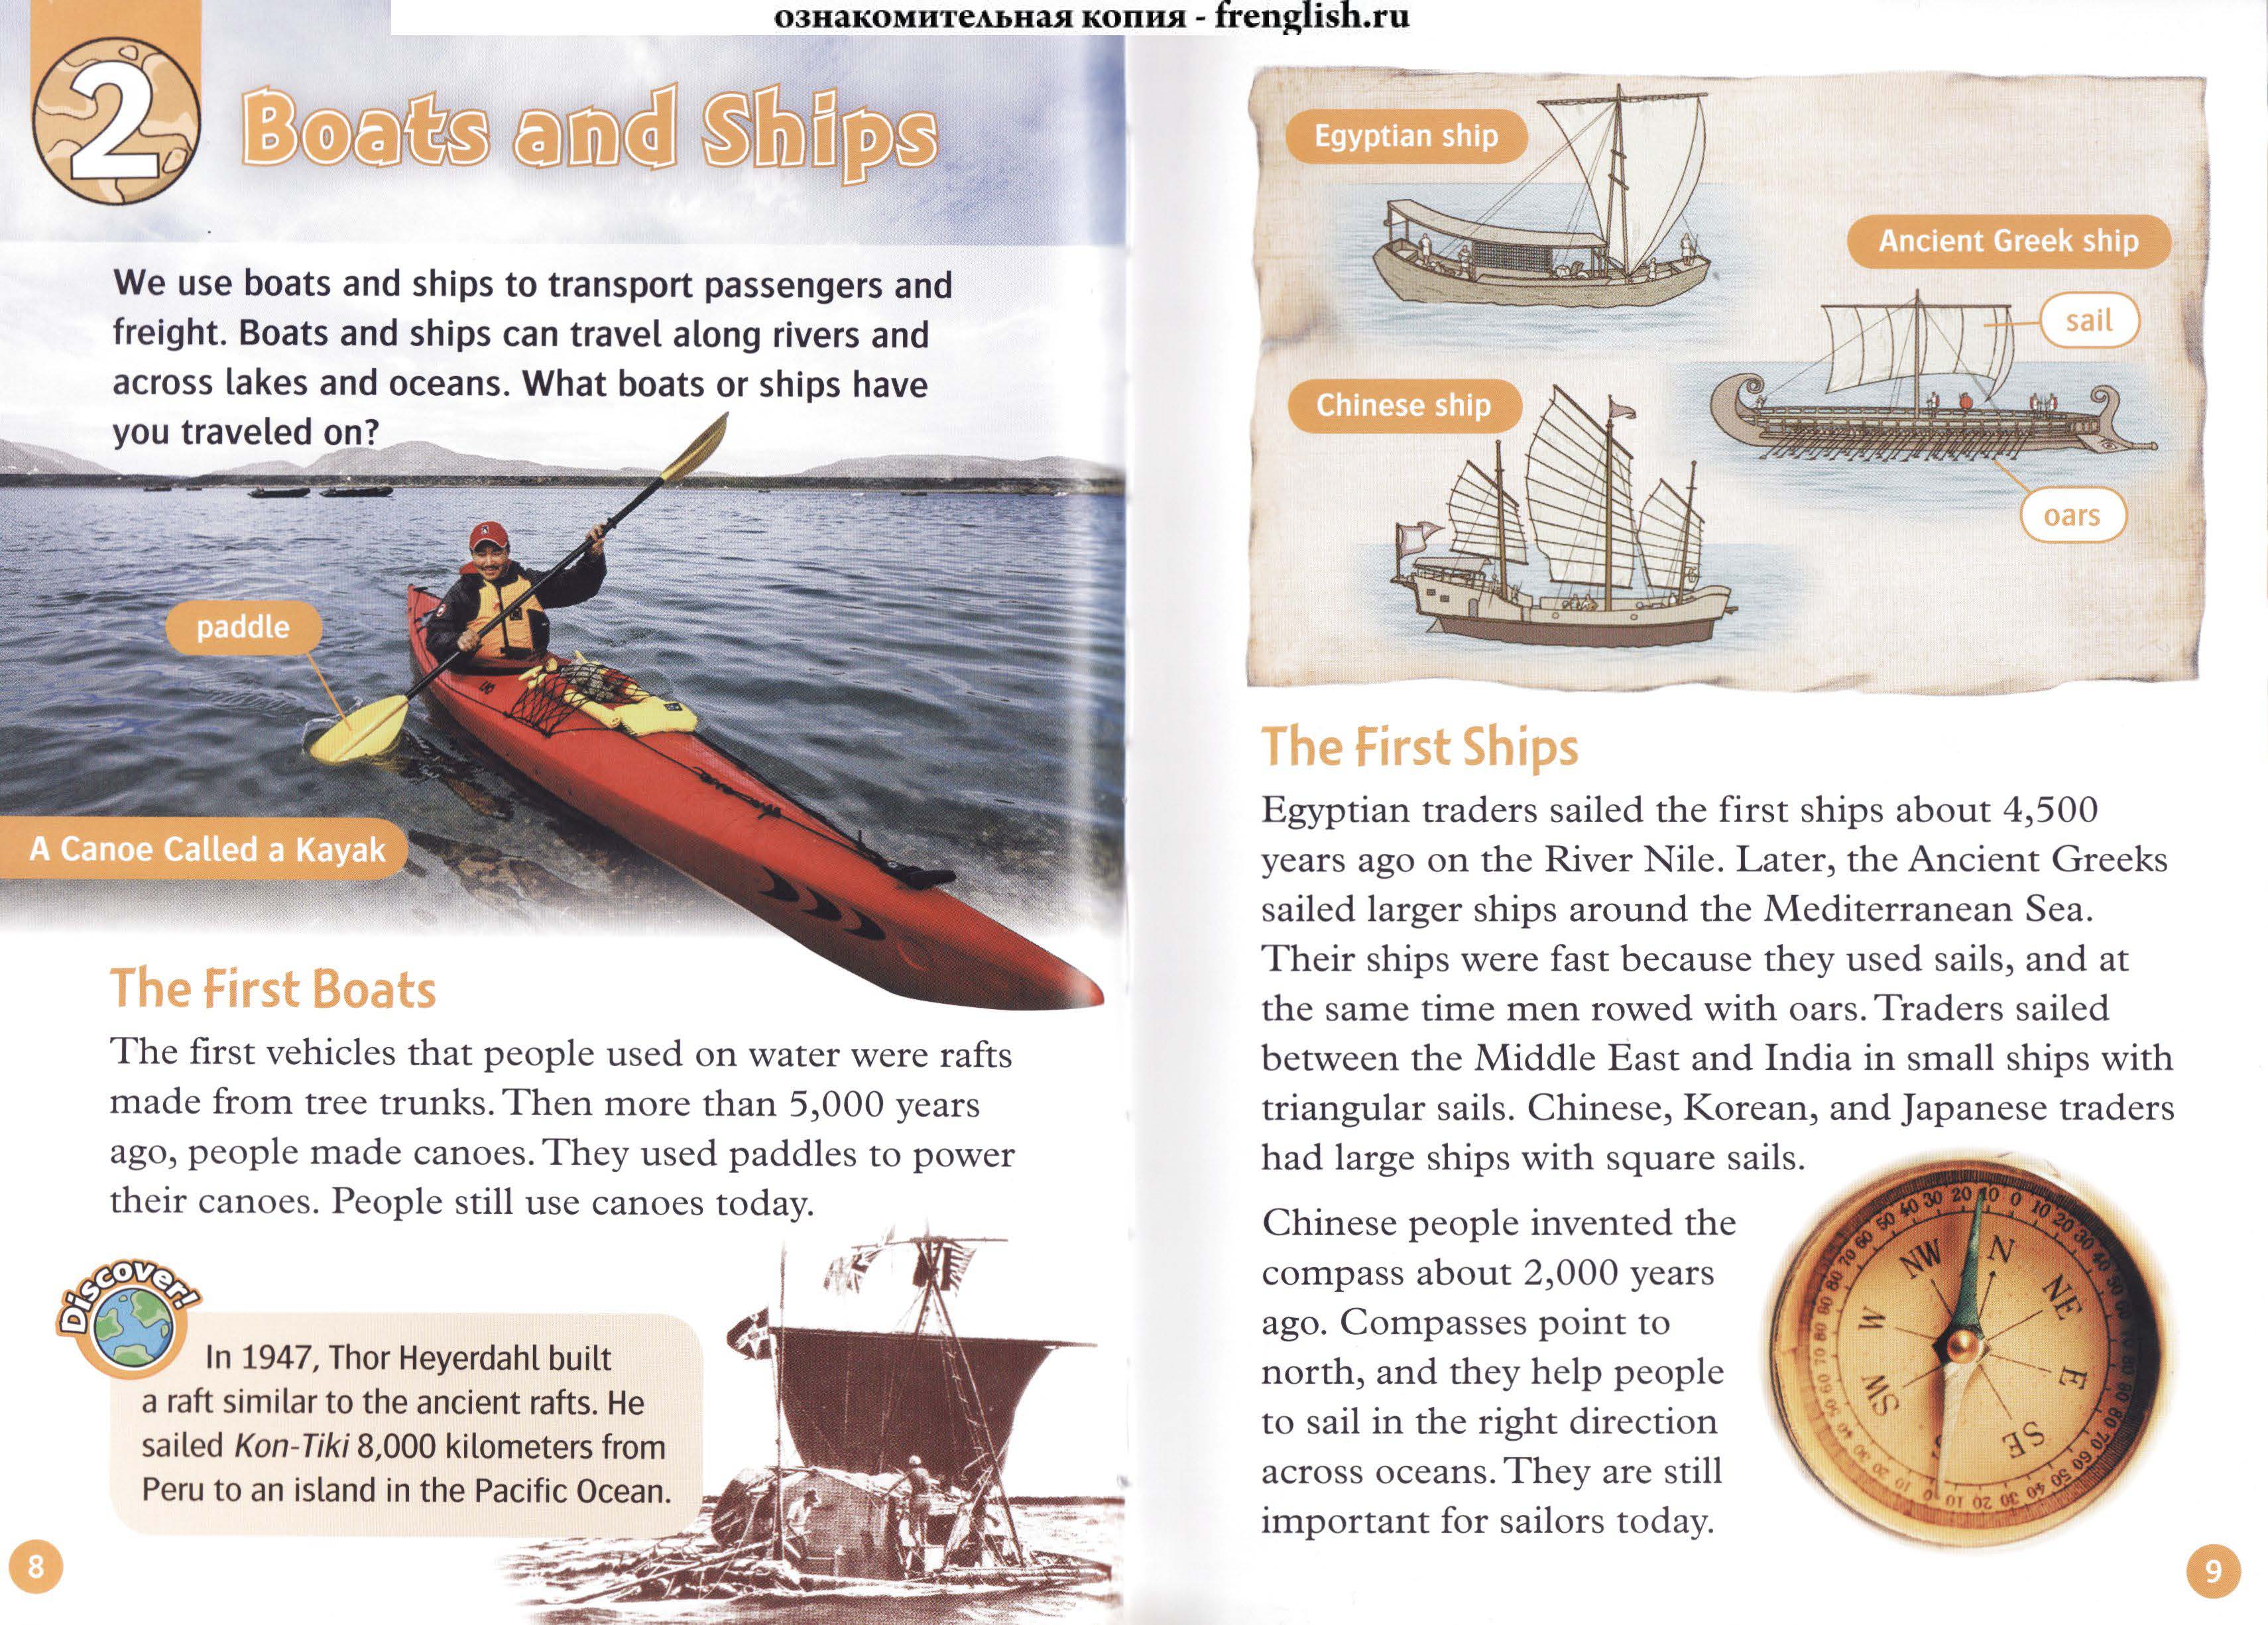 ознакомительная копия - frenglish.ru
2
Boats and Ships
We use boats and ships to transport passengers and
freight. Boats and ships can travel along rivers and
across lakes and oceans. What boats or ships have
you traveled on?
paddle
A Canoe Called a Kayak
The First Boats
The first vehicles that people used on water were rafts
made from tree trunks. Then more than 5,000 years
ago, people made canoes. They used paddles to power
their canoes. People still use canoes today.
Discover!
In 1947, Thor Heyerdahl built
a raft similar to the ancient rafts. He
sailed Kon-Tiki 8,000 kilometers from
Peru to an island in the Pacific Ocean.
8
Egyptian ship
Ancient Greek ship
sail
Chinese ship
oars
The First Ships
Egyptian traders sailed the first ships about 4,500
years ago on the River Nile. Later, the Ancient Greeks
sailed larger ships around the Mediterranean Sea.
Their ships were fast because they used sails, and at
the same time men rowed with oars. Traders sailed
between the Middle East and India in small ships with
triangular sails. Chinese, Korean, and Japanese traders
had large ships with square sails.
Chinese people invented the
compass about 2,000 years
ago. Compasses point to
north, and they help people
to sail in the right direction
across oceans. They are still
important for sailors today.
NW
N
NE
W
E
SW
SE
9